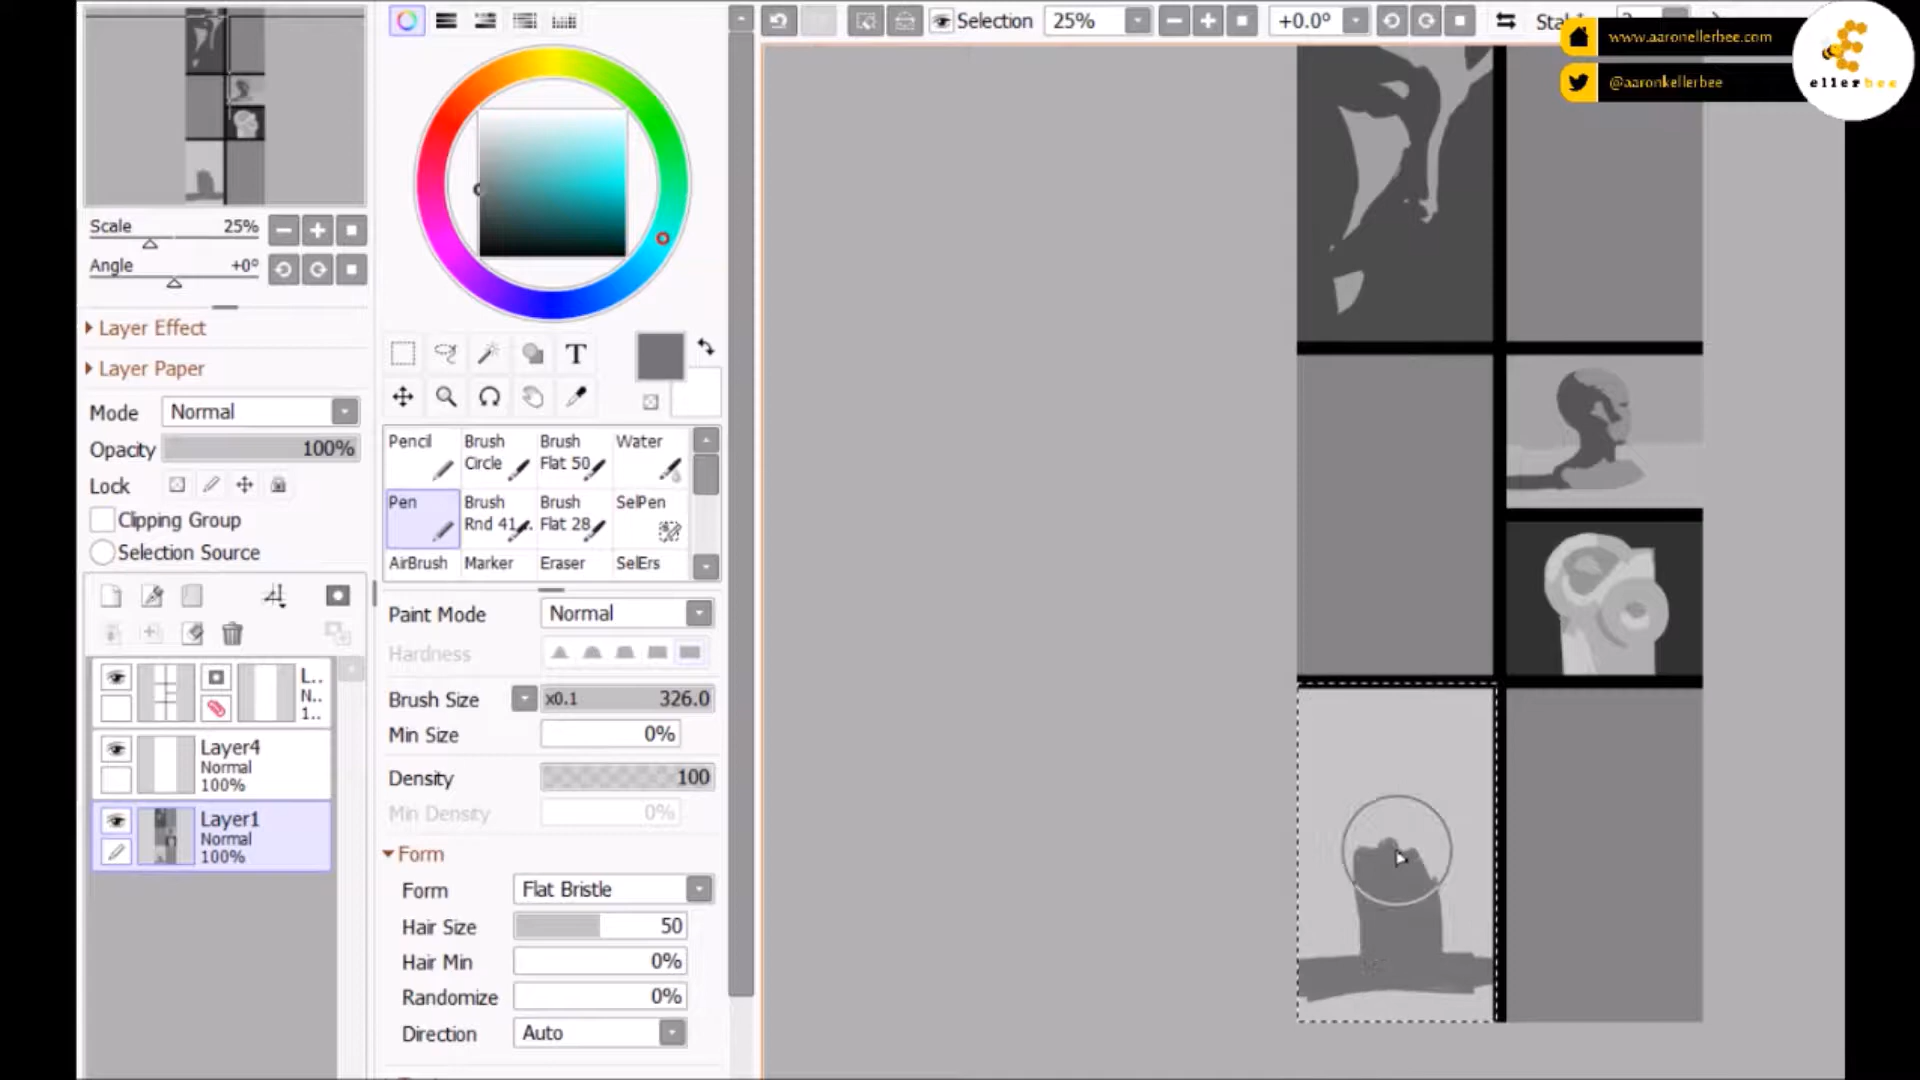 Selection
25%
+0.0°
www.aaronellerbee.com
@aaronkellerbee
ellerbee
Scale
25%
Angle
+0°
Layer Effect
Layer Paper
Mode
Normal
Opacity
100%
Lock
Clipping Group
Selection Source
L..
N..
1..
Layer4
Normal
100%
Layer1
Normal
100%
T
Pencil
Brush
Circle
Brush
Flat 50
Water
Pen
Brush
Rnd 41..
Brush
Flat 28
SelPen
AirBrush
Marker
Eraser
SelErs
Paint Mode
Normal
Hardness
Brush Size
x0.1
326.0
Min Size
0%
Density
100
Min Density
0%
Form
Form
Flat Bristle
Hair Size
50
Hair Min
0%
Randomize
0%
Direction
Auto